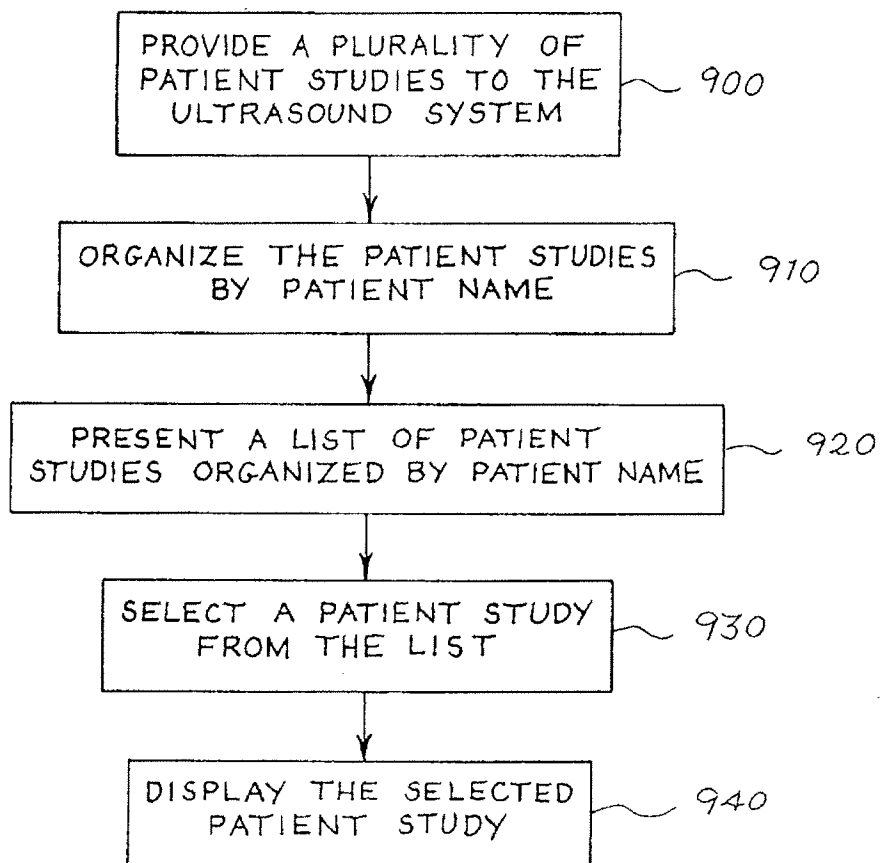 PROVIDE A PLURALITY OF
PATIENT STUDIES TO THE
ULTRASOUND SYSTEM
900
ORGANIZE THE PATIENT STUDIES
BY PATIENT NAME
910
PRESENT A LIST OF PATIENT
STUDIES ORGANIZED BY PATIENT NAME
920
SELECT A PATIENT STUDY
FROM THE LIST
930
DISPLAY THE SELECTED
PATIENT STUDY
940